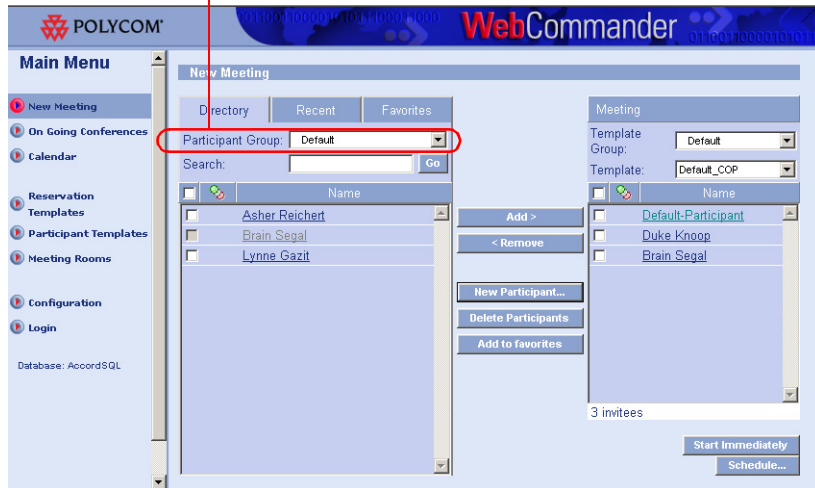 POLYCOM
WebCommander
Main Menu
New Meeting
On Going Conferences
Calendar
Reservation
Templates
Participant Templates
Meeting Rooms
Configuration
Login
Database: AccordSQL
New Meeting
Directory
Recent
Favorites
Participant Group:
Default
Search:
Go
Name
Asher Reichert
Brain Segal
Lynne Gazit
Add >
< Remove
New Participant...
Delete Participants
Add to favorites
Meeting
Template
Group:
Default
Template:
Default_COP
Name
Default-Participant
Duke Knoop
Brain Segal
3 invitees
Start Immediately
Schedule...